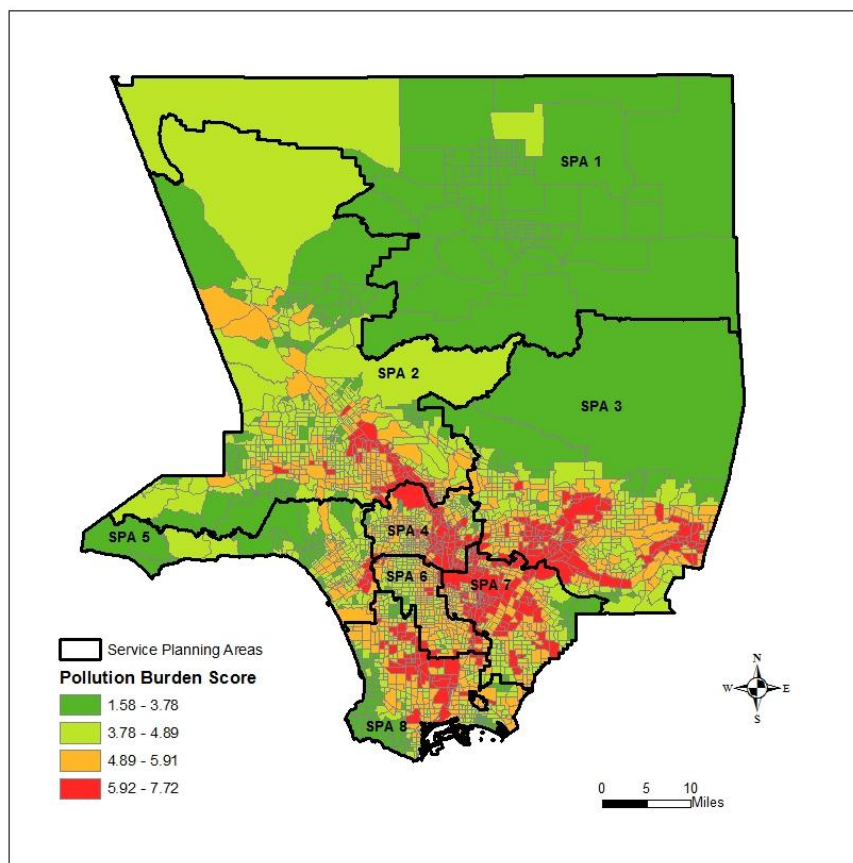 SPA 1
SPA 2
SPA 3
SPA 4
SPA 5
SPA 6
SPA 7
SPA 8
Service Planning Areas
Pollution Burden Score
1.58 - 3.78
3.78 - 4.89
4.89 - 5.91
5.92 - 7.72
N
W E
S
0 5 10
Miles